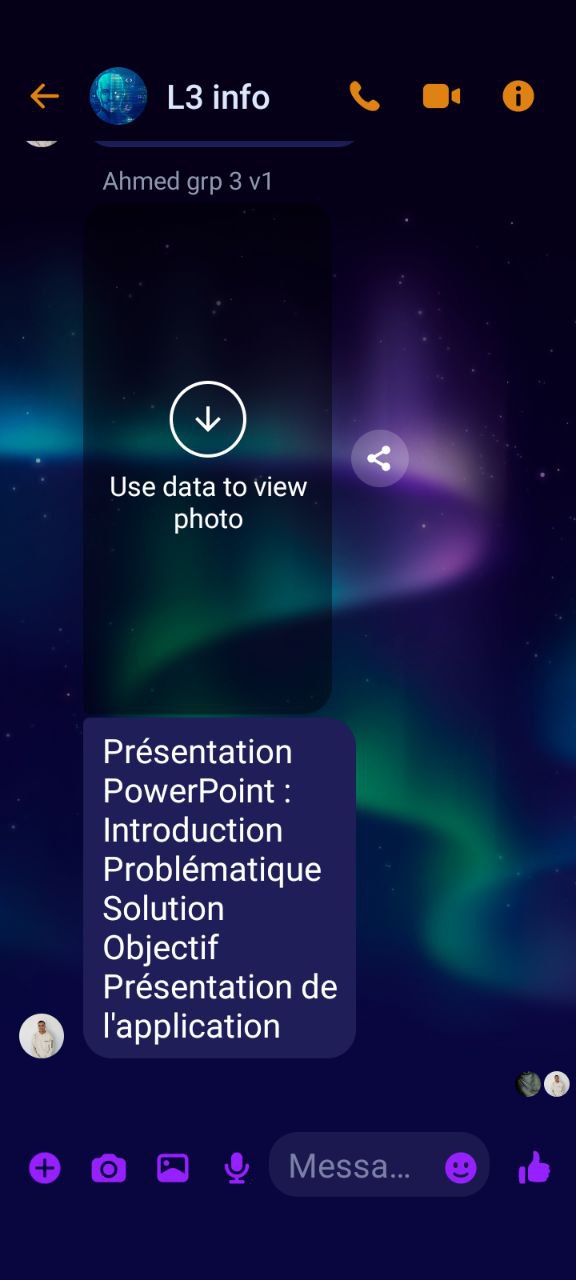 L3 info
Ahmed grp 3 v1
Use data to view
photo
Présentation
PowerPoint :
Introduction
Problématique
Solution
Objectif
Présentation de
l'application
Messa...